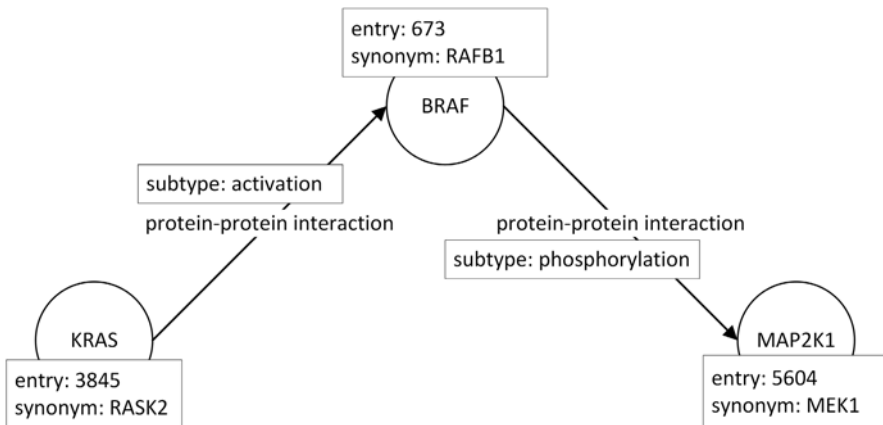 entry: 673
synonym: RAFB1
BRAF
subtype: activation
protein-protein interaction
protein-protein interaction
subtype: phosphorylation
KRAS
entry: 3845
synonym: RASK2
MAP2K1
entry: 5604
synonym: MEK1